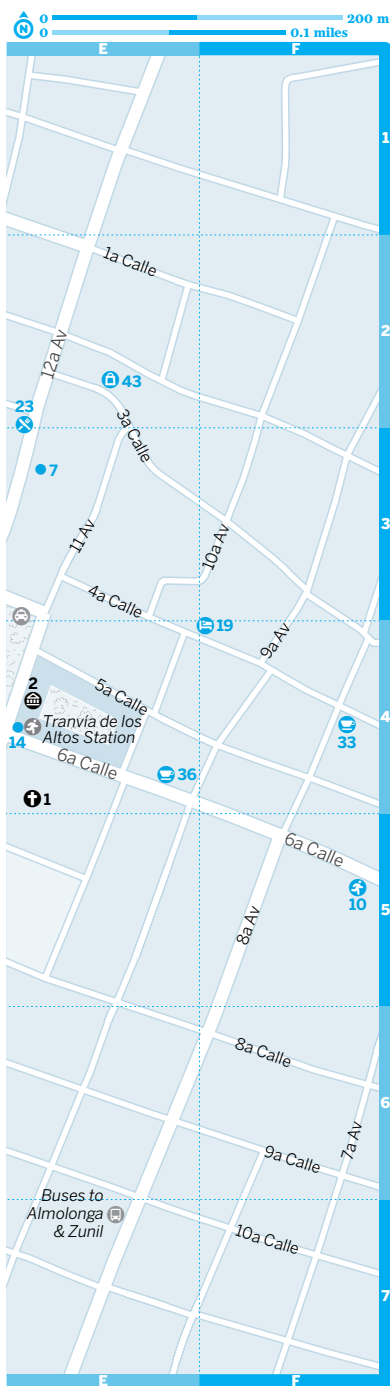 0 200 m
N
0 0.1 miles
E F
1
1a Calle
2
12a Av
43
23
3a Calle
7
3
11 Av
10a Av
4a Calle
19
9a Av
2
5a Calle
4
Tranvía de los
Altos Station
14
33
6a Calle
36
1
6a Calle
10
5
8a Av
8a Calle
6
7a Av
9a Calle
Buses to
Almolonga
& Zunil
10a Calle
7
E F